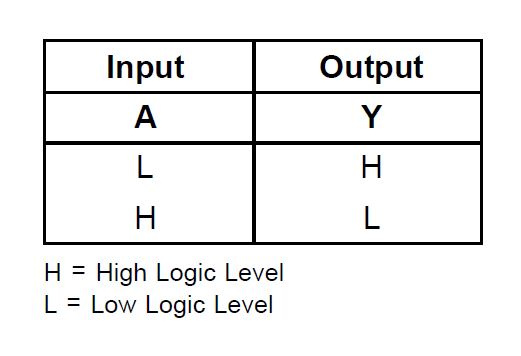 Input Output
A Y
L H
H L
H = High Logic Level
L = Low Logic Level